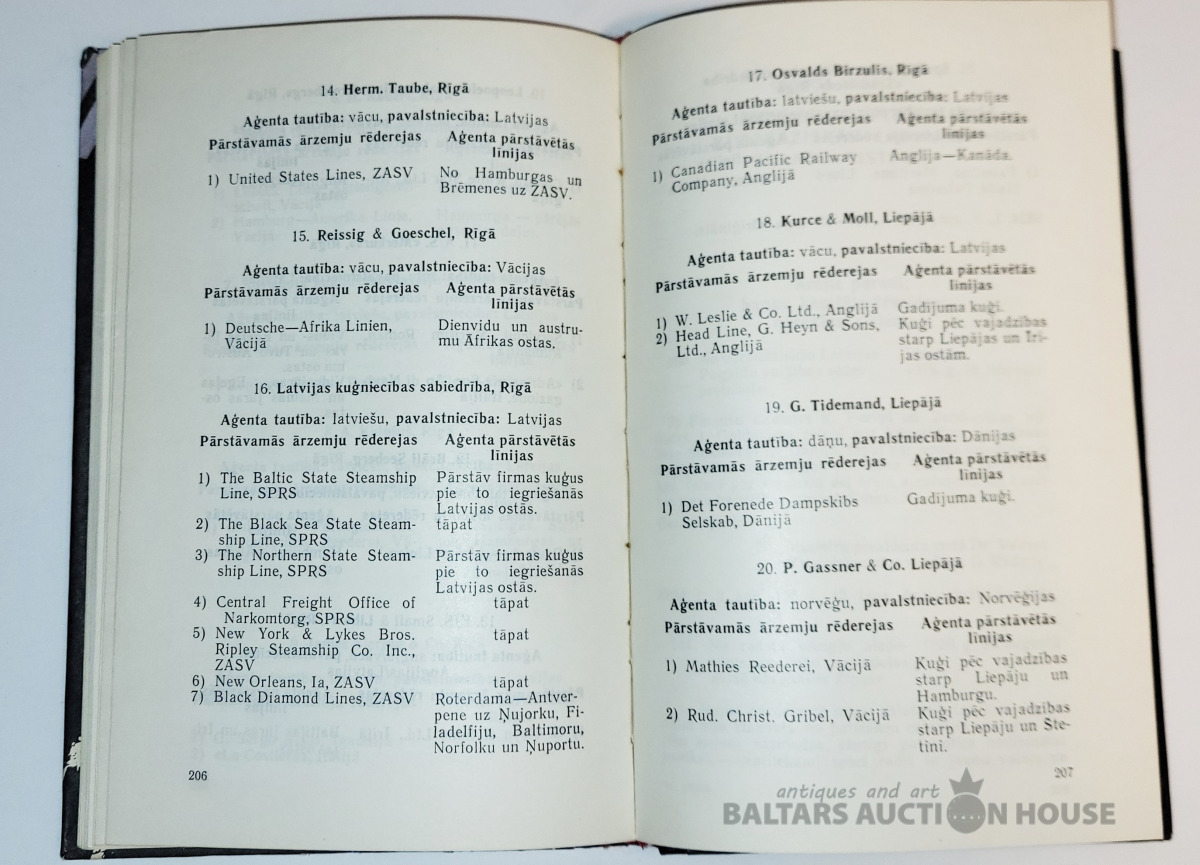 14. Herm. Taube, Rīgā
Aģenta tautība: vācu, pavalstniecība: Latvijas
Pārstāvamās ārzemju rēderejas Aģenta pārstāvētās
līnijas
1) United States Lines, ZASV No Hamburgas un
Brēmenes uz ZASV.
15. Reissig & Goeschel, Rīgā
Aģenta tautība: vācu, pavalstniecība: Vācijas
Pārstāvamās ārzemju rēderejas Aģenta pārstāvētās
līnijas
1) Deutsche—Afrika Linien, Dienvidu un austru-
Vācijā mu Āfrikas ostas.
16. Latvijas kuģniecības sabiedrība, Rīgā
Aģenta tautība: latviešu, pavalstniecība: Latvijas
Pārstāvamās ārzemju rēderejas Aģenta pārstāvētās
līnijas
1) The Baltic State Steamship Pārstāv firmas kuģus
Line, SPRS pie to iegriešanās
Latvijas ostās.
2) The Black Sea State Steam- tāpat
ship Line, SPRS
3) The Northern State Steam- Pārstāv firmas kuģus
ship Line, SPRS pie to iegriešanās
Latvijas ostās.
4) Central Freight Office of tāpat
Narkomtorg, SPRS
5) New York & Lykes Bros. tāpat
Ripley Steamship Co. Inc.,
ZASV
6) New Orleans, Ia, ZASV tāpat
7) Black Diamond Lines, ZASV Roterdama—Antver-
pene uz Ņujorku, Fi-
ladelfiju, Baltimoru,
Norfolku un Ņuportu.
206
17. Osvalds Birzulis, Rīgā
Aģenta tautība: latviešu, pavalstniecība: Latvijas
Pārstāvamās ārzemju rēderejas Aģenta pārstāvētās
līnijas
1) Canadian Pacific Railway Anglija—Kanāda.
Company, Anglijā
18. Kurce & Moll, Liepājā
Aģenta tautība: vācu, pavalstniecība: Latvijas
Pārstāvamās ārzemju rēderejas Aģenta pārstāvētās
līnijas
1) W. Leslie & Co. Ltd., Anglijā Gadījuma kuģi.
2) Head Line, G. Heyn & Sons, Kuģi pēc vajadzības
Ltd., Anglijā starp Liepājas un Īri-
jas ostām.
19. G. Tidemand, Liepājā
Aģenta tautība: dāņu, pavalstniecība: Dānijas
Pārstāvamās ārzemju rēderejas Aģenta pārstāvētās
līnijas
1) Det Forenede Dampskibs Gadījuma kuģi.
Selskab, Dānijā
20. P. Gassner & Co. Liepājā
Aģenta tautība: norvēģu, pavalstniecība: Norvēģijas
Pārstāvamās ārzemju rēderejas Aģenta pārstāvētās
līnijas
1) Mathies Reederei, Vācijā Kuģi pēc vajadzības
starp Liepāju un
Hamburgu.
2) Rud. Christ. Gribel, Vācijā Kuģi pēc vajadzības
starp Liepāju un Šte-
tini.
207
antiques and art
BALTARS AUCTION HOUSE